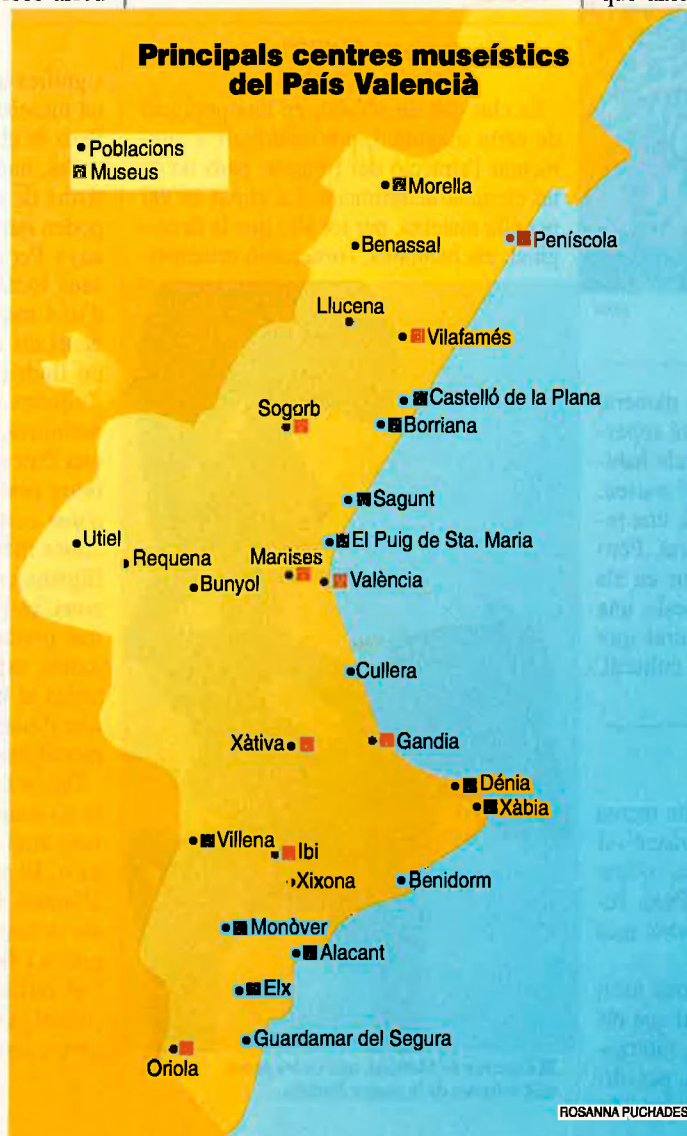 que
Principals centres museístics
del País Valencià
Poblacions
Museus
Morella
Benassal
Peníscola
Llucena
Vilafamés
Castelló de la Plana
Sogorb
Borriana
Sagunt
Utiel
El Puig de Sta. Maria
Requena
Manises
Bunyol
València
Cullera
Xàtiva
Gandia
Dénia
Xàbia
Villena
Ibi
Xixona
Benidorm
Monòver
Alacant
Elx
Guardamar del Segura
Oriola
ROSANNA PUCHADES